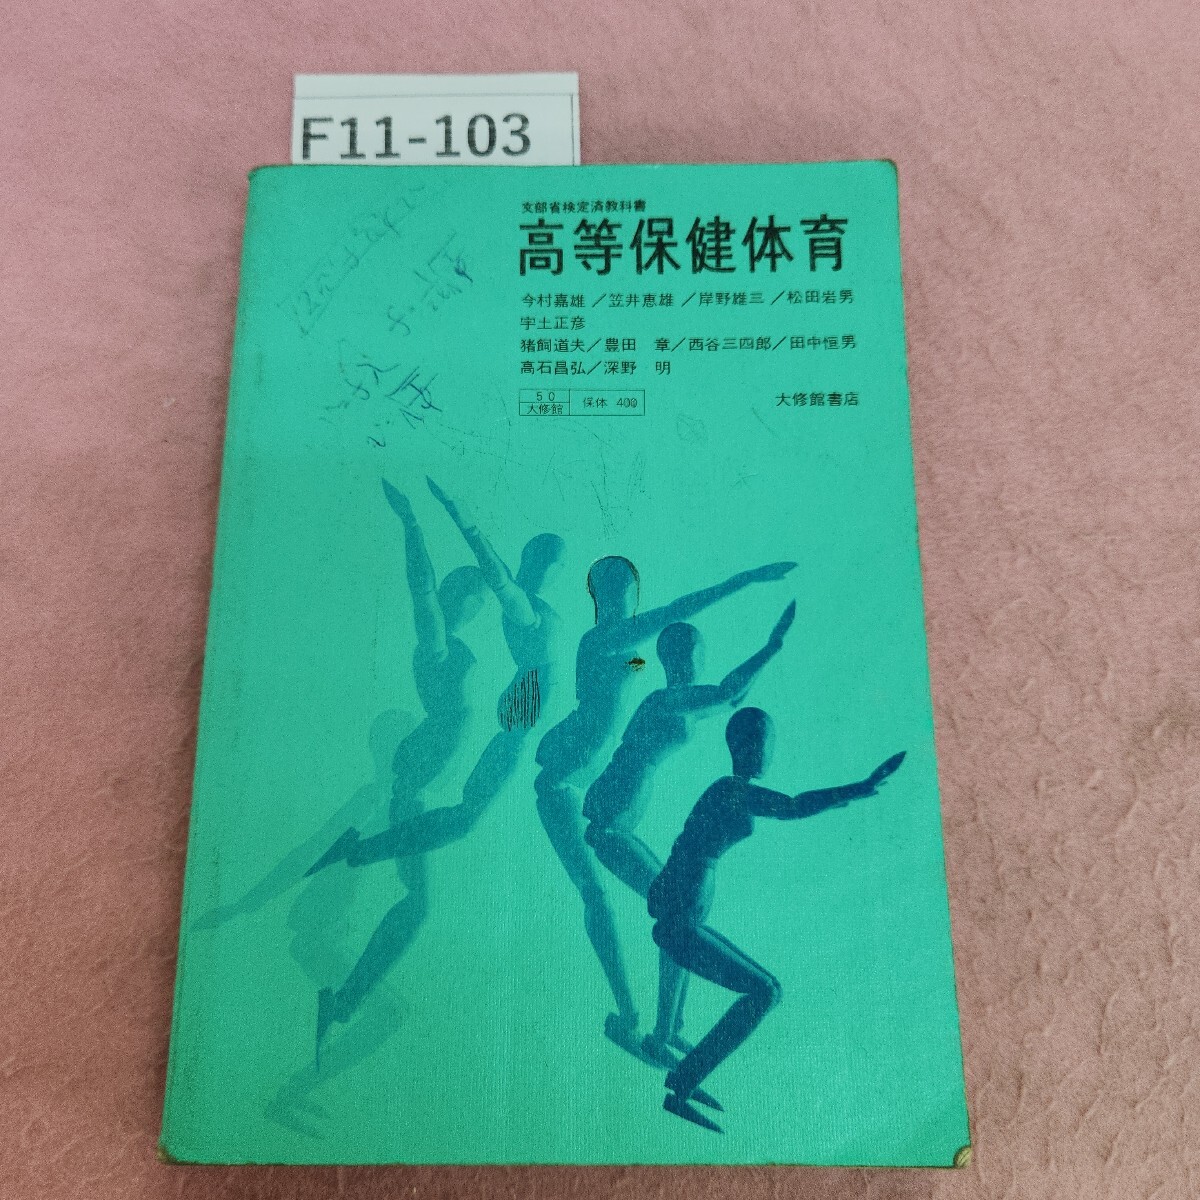 F11-103
文部省検定済教科書
高等保健体育
今村嘉雄／笠井恵雄／岸野雄三／松田岩男
宇土正彦
猪飼道夫／豊田 章／西谷三四郎／田中恒男
高石昌弘／深野 明
50
大修館
保体 400
大修館書店